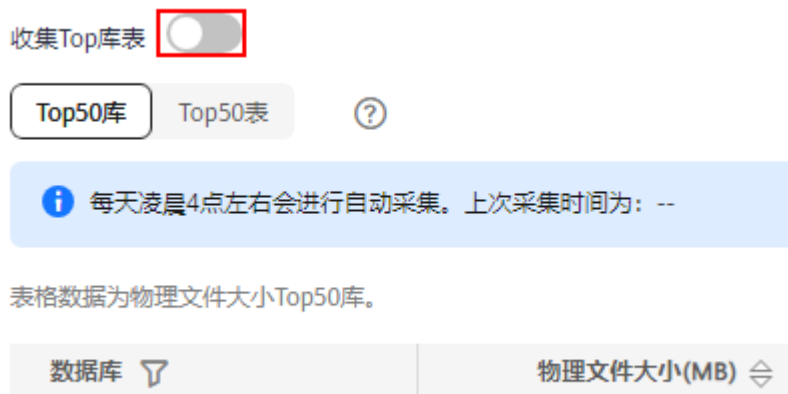 收集Top库表
Top50库 Top50表
每天凌晨4点左右会进行自动采集。上次采集时间为：--
表格数据为物理文件大小Top50库。
数据库 物理文件大小(MB)